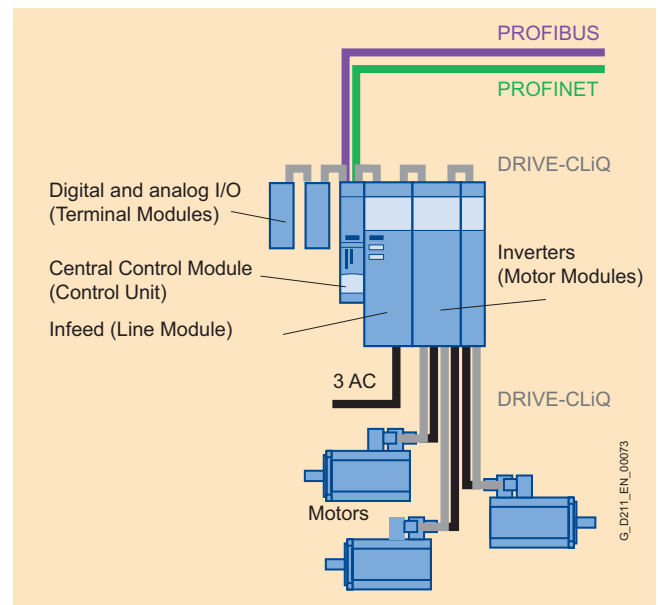 PROFIBUS
PROFINET
DRIVE-CLiQ
Digital and analog I/O
(Terminal Modules)
Central Control Module
(Control Unit)
Infeed (Line Module)
Inverters
(Motor Modules)
3 AC
DRIVE-CLiQ
Motors
G_D211_EN_00073